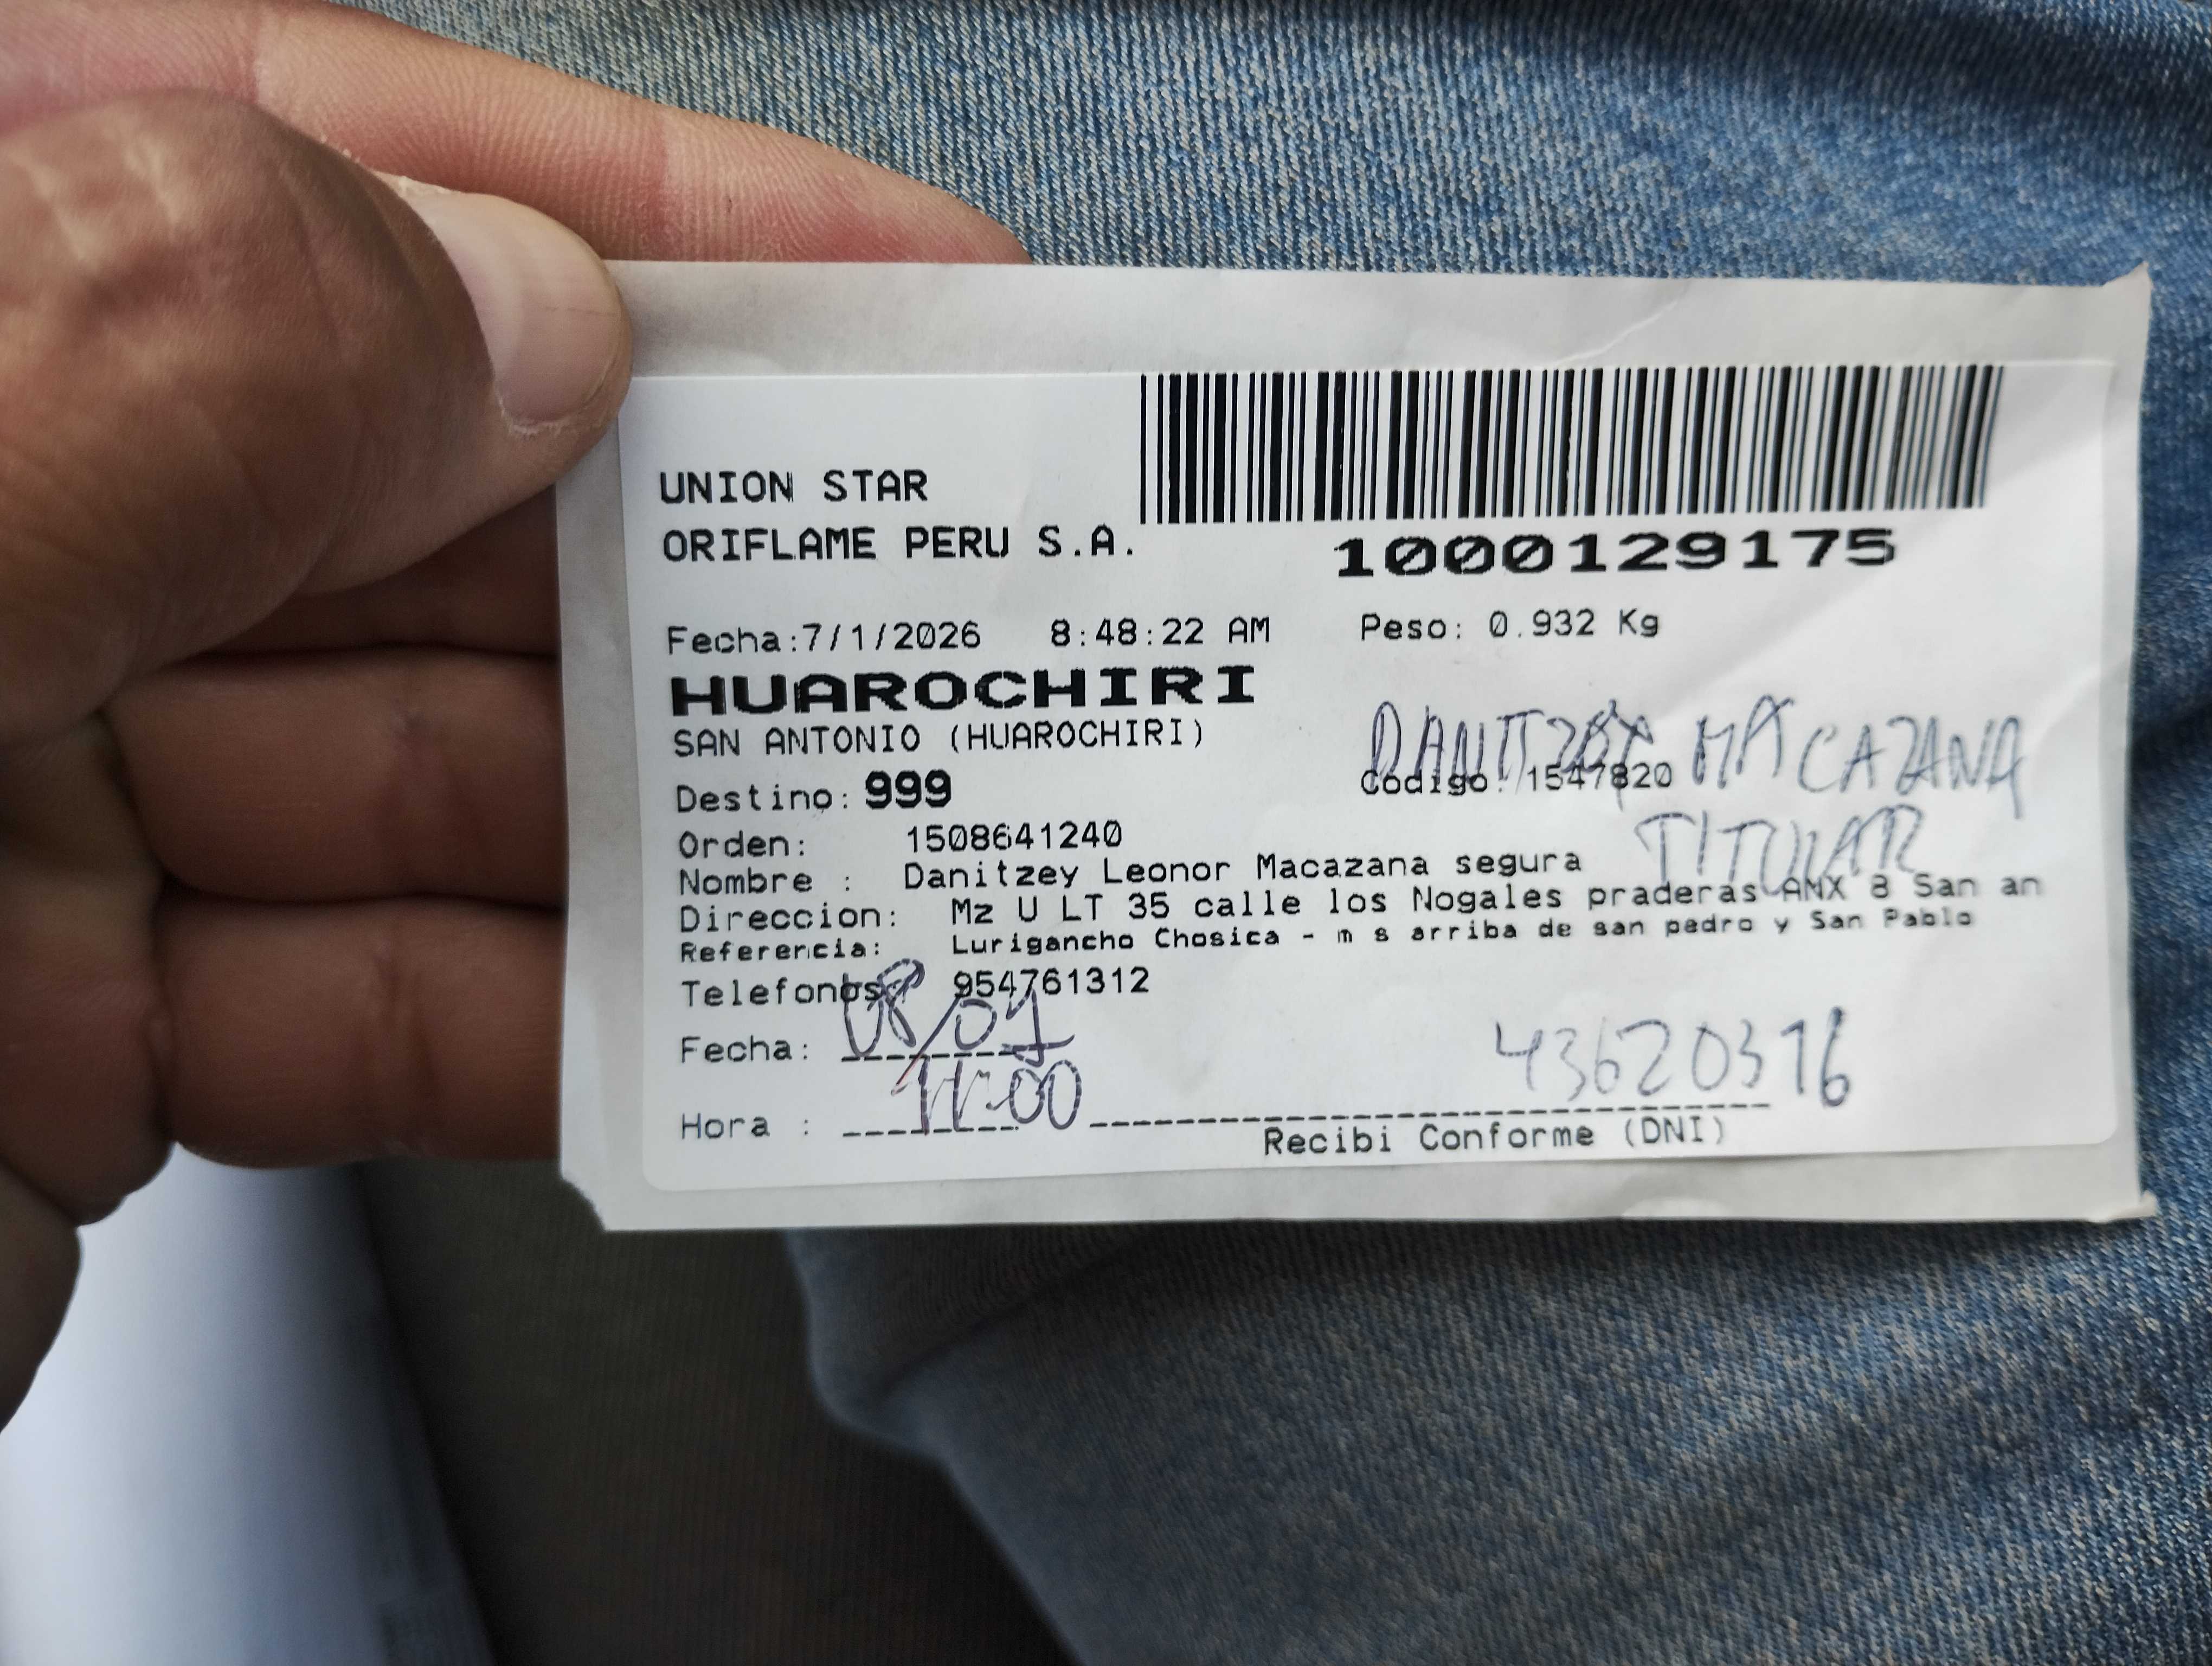 UNION STAR
ORIFLAME PERU S.A.
1000129175
Fecha:7/1/2026 8:48:22 AM Peso: 0.932 Kg
HUAROCHIRI
SAN ANTONIO (HUAROCHIRI)
DANITZEY MACAZANA
Destino: 999 Codigo: 1547820
TITULAR
Orden: 1508641240
Nombre : Danitzey Leonor Macazana segura
Direccion: Mz U LT 35 calle los Nogales praderas ANX 8 San an
Referencia: Lurigancho Chosica - m s arriba de san pedro y San Pablo
Telefonos: 954761312
Fecha: 08/01
43620316
Hora : 11:00
Recibi Conforme (DNI)